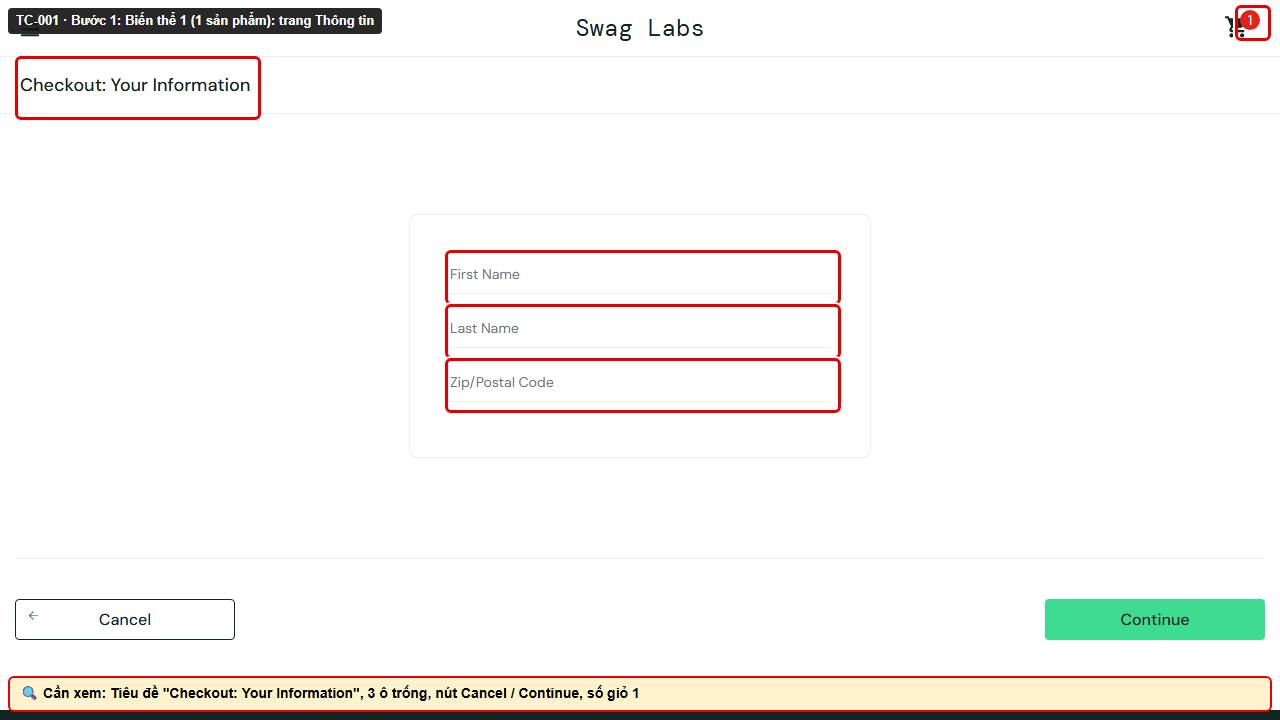 TC-001 · Bước 1: Biến thể 1 (1 sản phẩm): trang Thông tin
Swag Labs
1
Checkout: Your Information
First Name
Last Name
Zip/Postal Code
Cancel
Continue
Cần xem: Tiêu đề "Checkout: Your Information", 3 ô trống, nút Cancel / Continue, số giỏ 1